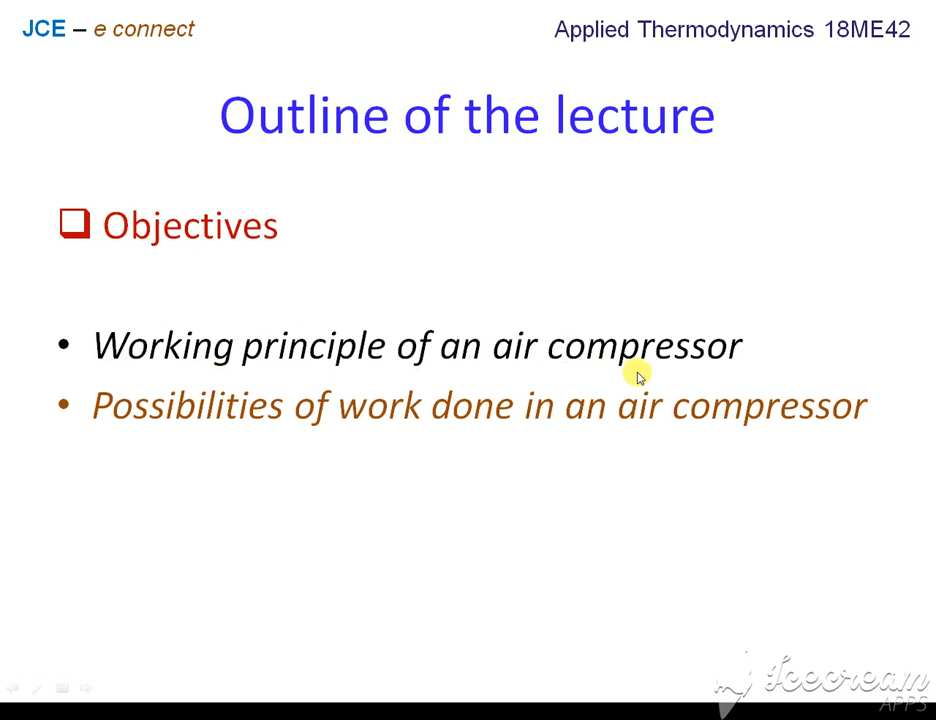 JCE – e connect
Applied Thermodynamics 18ME42
Outline of the lecture
Objectives
• Working principle of an air compressor
• Possibilities of work done in an air compressor
Icecream
APPS